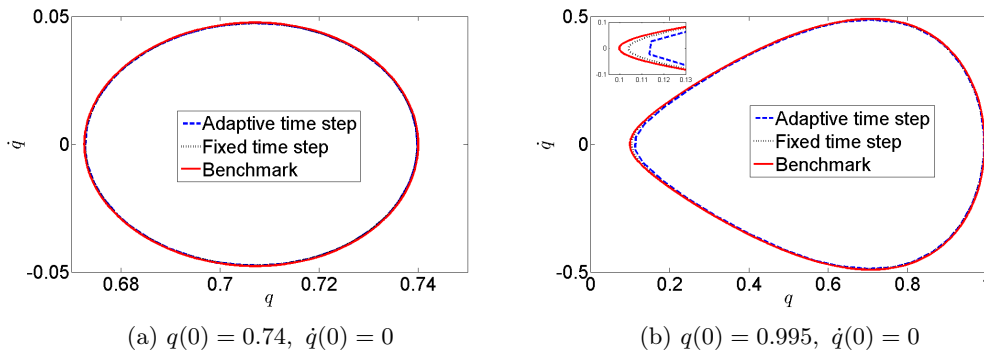 0.05
0
-0.05
q̇
0.68
0.7
0.72
0.74
q
Adaptive time step
Fixed time step
Benchmark
(a) q(0) = 0.74, q̇(0) = 0
0.5
0
-0.5
q̇
0
0.2
0.4
0.6
0.8
1
q
0.1
0
-0.1
0.1
0.11
0.12
0.13
Adaptive time step
Fixed time step
Benchmark
(b) q(0) = 0.995, q̇(0) = 0